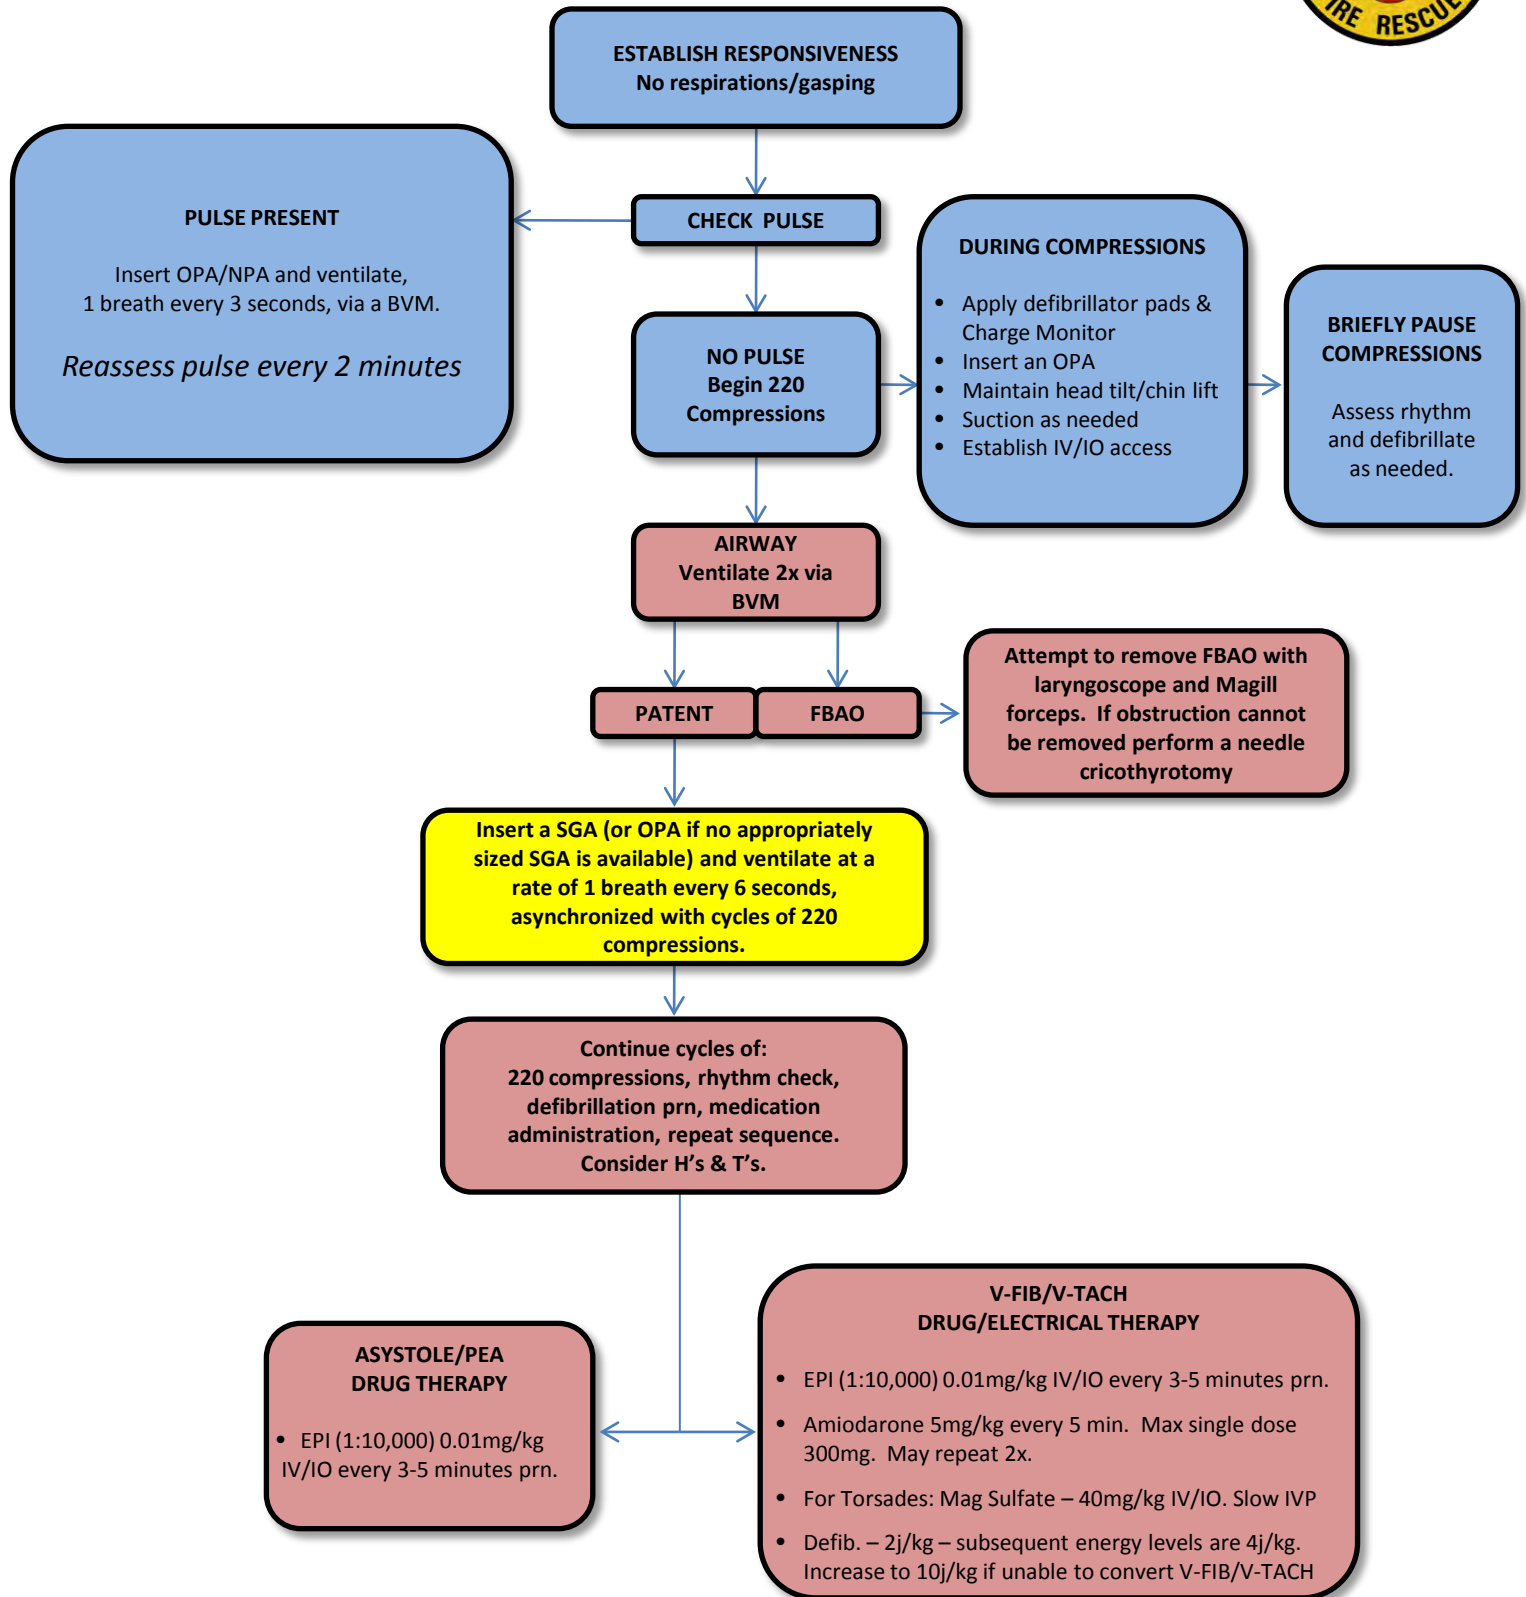 FIRE RESCUE
ESTABLISH RESPONSIVENESS
No respirations/gasping
CHECK PULSE
PULSE PRESENT
Insert OPA/NPA and ventilate,
1 breath every 3 seconds, via a BVM.
Reassess pulse every 2 minutes
NO PULSE
Begin 220
Compressions
DURING COMPRESSIONS
• Apply defibrillator pads &
Charge Monitor
• Insert an OPA
• Maintain head tilt/chin lift
• Suction as needed
• Establish IV/IO access
BRIEFLY PAUSE
COMPRESSIONS
Assess rhythm
and defibrillate
as needed.
AIRWAY
Ventilate 2x via
BVM
PATENT
FBAO
Attempt to remove FBAO with
laryngoscope and Magill
forceps.  If obstruction cannot
be removed perform a needle
cricothyrotomy
Insert a SGA (or OPA if no appropriately
sized SGA is available) and ventilate at a
rate of 1 breath every 6 seconds,
asynchronized with cycles of 220
compressions.
Continue cycles of:
220 compressions, rhythm check,
defibrillation prn, medication
administration, repeat sequence.
Consider H's & T's.
ASYSTOLE/PEA
DRUG THERAPY
• EPI (1:10,000) 0.01mg/kg
IV/IO every 3-5 minutes prn.
V-FIB/V-TACH
DRUG/ELECTRICAL THERAPY
• EPI (1:10,000) 0.01mg/kg IV/IO every 3-5 minutes prn.
• Amiodarone 5mg/kg every 5 min.  Max single dose
300mg.  May repeat 2x.
• For Torsades: Mag Sulfate – 40mg/kg IV/IO. Slow IVP
• Defib. – 2j/kg – subsequent energy levels are 4j/kg.
Increase to 10j/kg if unable to convert V-FIB/V-TACH